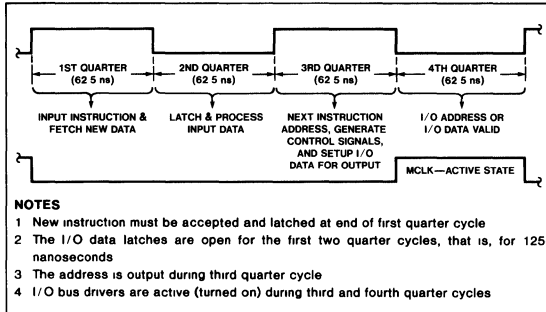 1ST QUARTER
(62 5 ns)
2ND QUARTER
(62 5 ns)
3RD QUARTER
(62 5 ns)
4TH QUARTER
(62 5 ns)
INPUT INSTRUCTION &
FETCH NEW DATA
LATCH & PROCESS
INPUT DATA
NEXT INSTRUCTION
ADDRESS, GENERATE
CONTROL SIGNALS,
AND SETUP I/O
DATA FOR OUTPUT
I/O ADDRESS OR
I/O DATA VALID
MCLK—ACTIVE STATE
NOTES
1 New instruction must be accepted and latched at end of first quarter cycle
2 The I/O data latches are open for the first two quarter cycles, that is, for 125
nanoseconds
3 The address is output during third quarter cycle
4 I/O bus drivers are active (turned on) during third and fourth quarter cycles